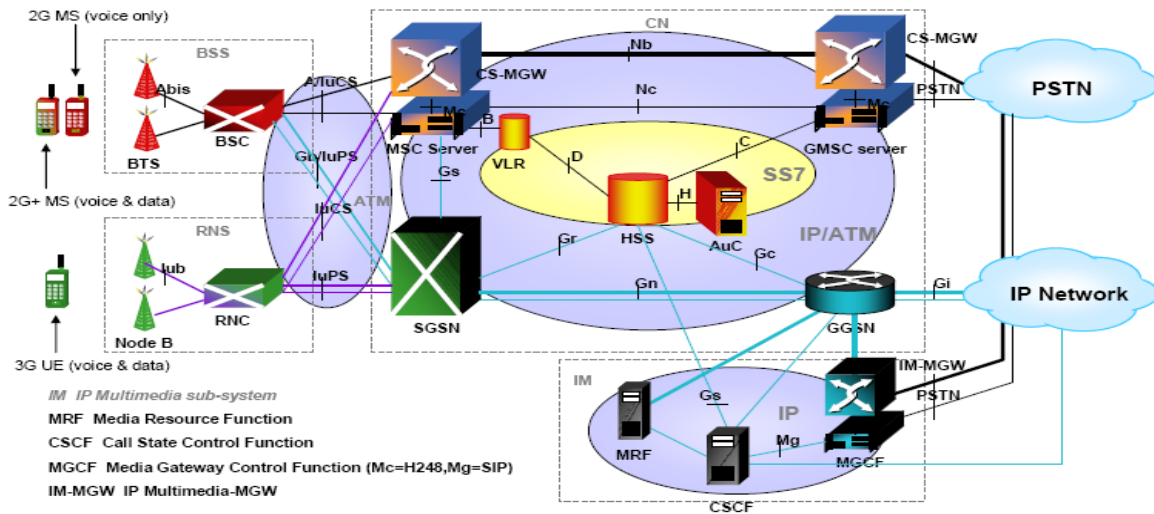 2G MS (voice only)
CN
BSS
Nb
CS-MGW
CS-MGW
Abis
A/IuCS
PSTN
PSTN
Mc
Nc
Mc
B
BTS
BSC
MSC Server
VLR
GMSC server
C
D
SS7
Gb/IuPS
Gs
ATM
H
2G+ MS (voice & data)
IuCS
HSS
AuC
IP/ATM
RNS
Gr
Gc
Iub
IuPS
Gn
Gi
IP Network
RNC
SGSN
GGSN
Node B
3G UE (voice & data)
IM-MGW
IM
PSTN
IP
Gs
Mg
MRF
MGCF
CSCF
IM IP Multimedia sub-system
MRF Media Resource Function
CSCF Call State Control Function
MGCF Media Gateway Control Function (Mc=H248,Mg=SIP)
IM-MGW IP Multimedia-MGW